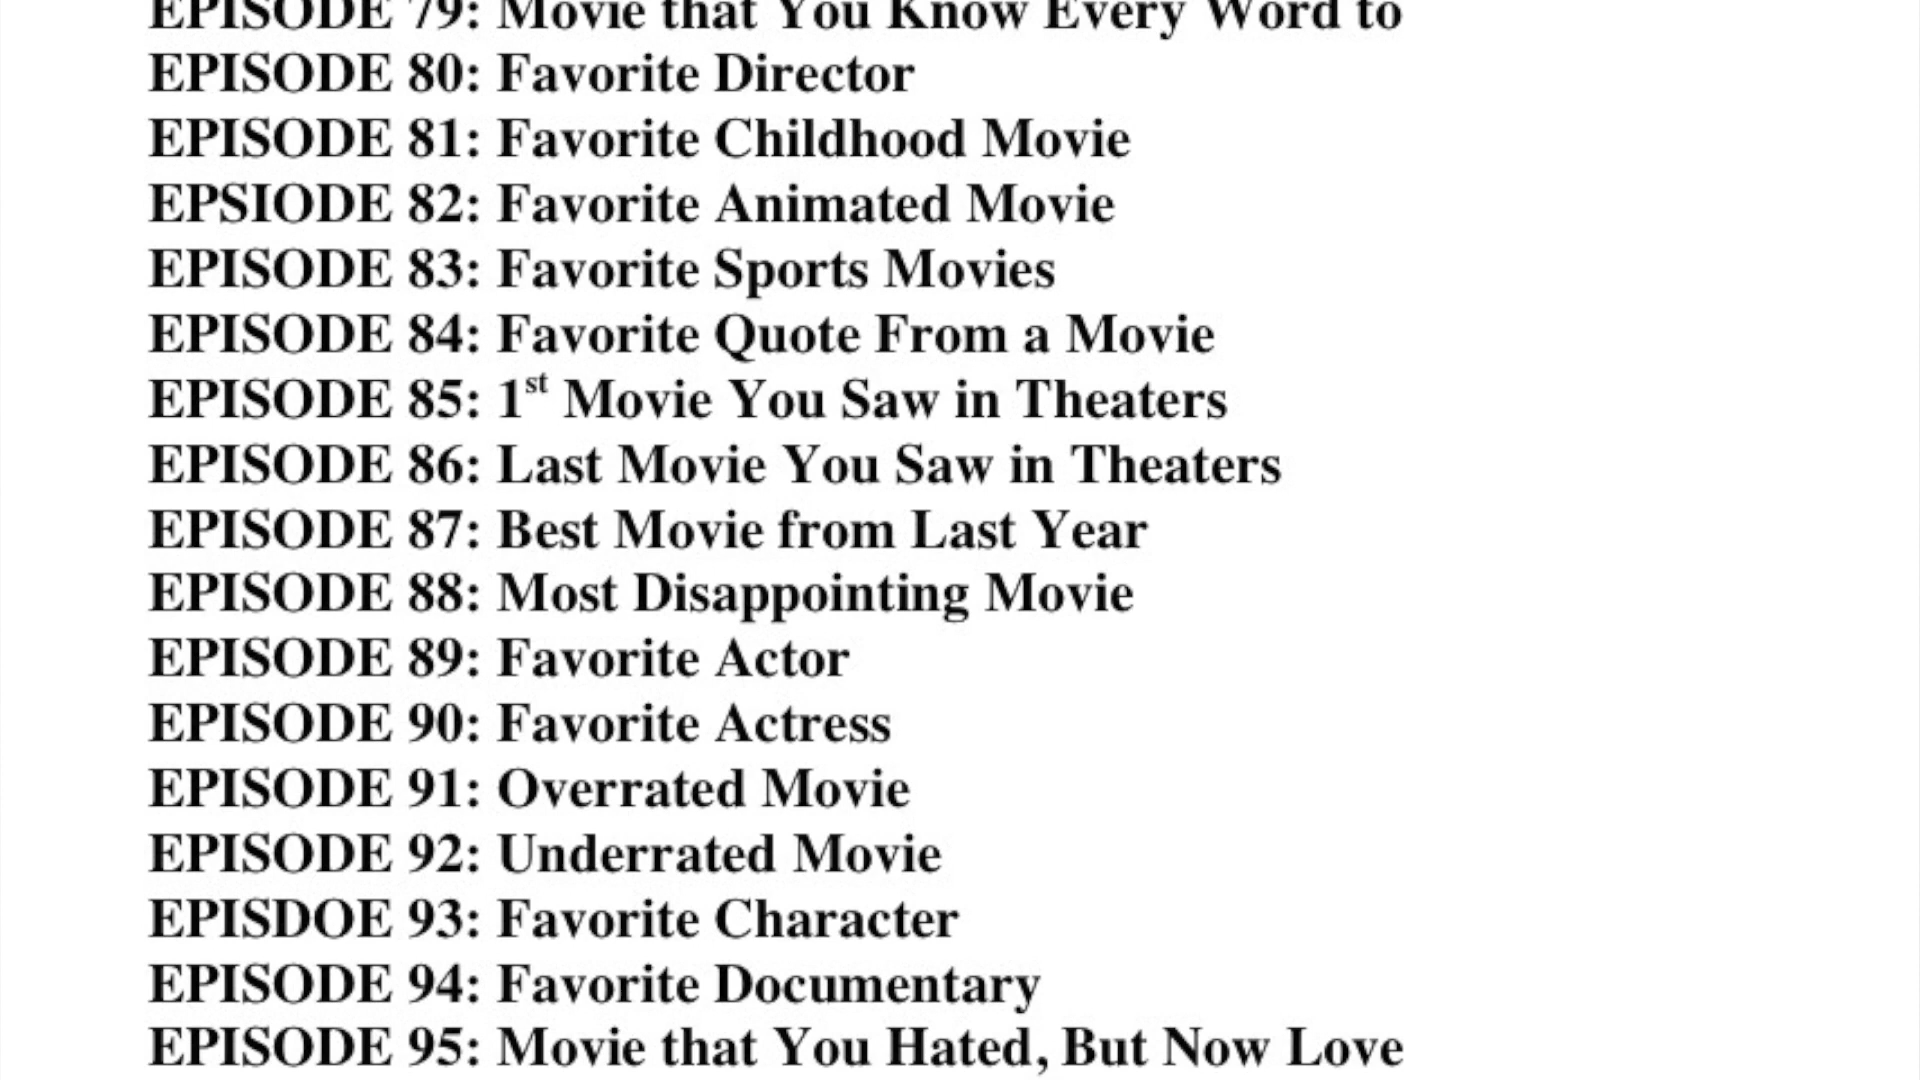 EPISODE 79: Movie that You Know Every Word to
EPISODE 80: Favorite Director
EPISODE 81: Favorite Childhood Movie
EPSIODE 82: Favorite Animated Movie
EPISODE 83: Favorite Sports Movies
EPISODE 84: Favorite Quote From a Movie
EPISODE 85: 1st Movie You Saw in Theaters
EPISODE 86: Last Movie You Saw in Theaters
EPISODE 87: Best Movie from Last Year
EPISODE 88: Most Disappointing Movie
EPISODE 89: Favorite Actor
EPISODE 90: Favorite Actress
EPISODE 91: Overrated Movie
EPISODE 92: Underrated Movie
EPISDOE 93: Favorite Character
EPISODE 94: Favorite Documentary
EPISODE 95: Movie that You Hated, But Now Love